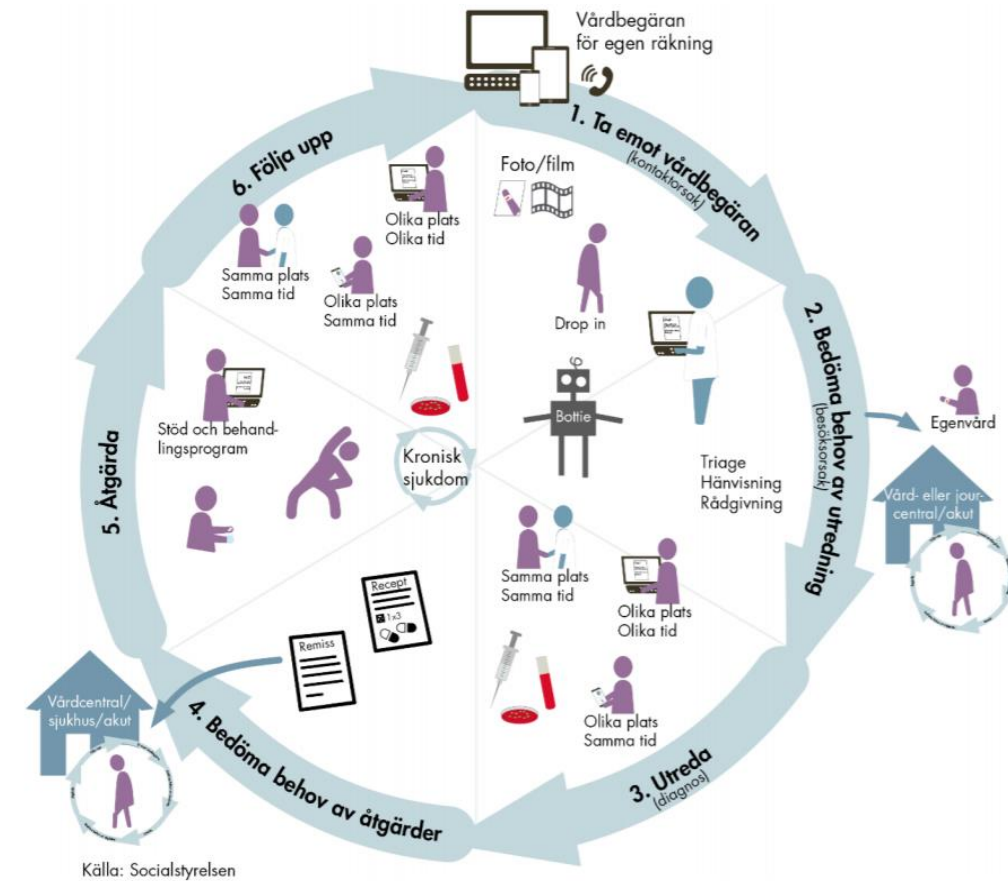 Vårdbegäran
för egen räkning
1. Ta emot vårdbegäran
(kontaktorsak)
Foto/film
Drop in
Bottie
2. Bedöma behov av utredning
(besöksorsak)
Triage
Hänvisning
Rådgivning
Egenvård
Vård- eller jour-
central/akut
3. Utreda
(diagnos)
Samma plats
Samma tid
Olika plats
Olika tid
Olika plats
Samma tid
4. Bedöma behov av åtgärder
Recept
1x3
Remiss
Vårdcentral/
sjukhus/akut
5. Åtgärda
Stöd och behand-
lingsprogram
Kronisk
sjukdom
6. Följa upp
Olika plats
Olika tid
Samma plats
Samma tid
Olika plats
Samma tid
Källa: Socialstyrelsen